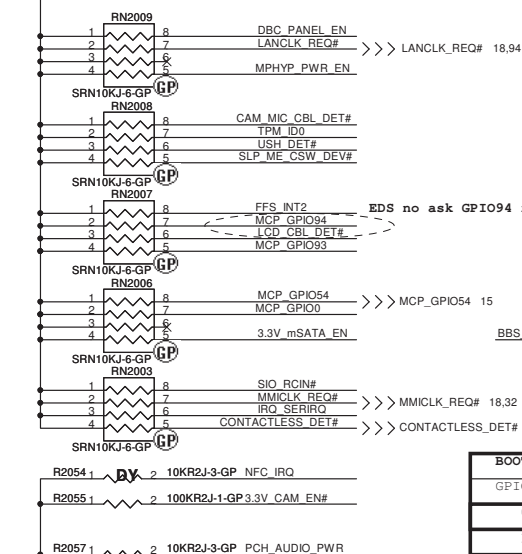 RN2009
1 8 DBC_PANEL_EN
2 7 LANCLK_REQ# LANCLK_REQ# 18,94
3 6
4 5 MPHYP_PWR_EN
SRN10KJ-6-GP GP
RN2008
1 8 CAM_MIC_CBL_DET#
2 7 TPM_ID0
3 6 USH_DET#
4 5 SLP_ME_CSW_DEV#
SRN10KJ-6-GP GP
RN2007
1 8 FFS_INT2 EDS no ask GPIO94
2 7 MCP_GPIO94
3 6 LCD_CBL_DET#
4 5 MCP_GPIO93
SRN10KJ-6-GP GP
RN2006
1 8 MCP_GPIO54 MCP_GPIO54 15
2 7 MCP_GPIO0
3 6
4 5 3.3V_mSATA_EN BBS_
SRN10KJ-6-GP GP
RN2003
1 8 SIO_RCIN#
2 7 MMICLK_REQ# MMICLK_REQ# 18,32
3 6 IRQ_SERIRQ
4 5 CONTACTLESS_DET# CONTACTLESS_DET#
SRN10KJ-6-GP GP
R2054 1 DY 2 10KR2J-3-GP NFC_IRQ
BOO
GPI
R2055 1 2 100KR2J-1-GP 3.3V_CAM_EN#
R2057 1 2 10KR2J-3-GP PCH_AUDIO_PWR